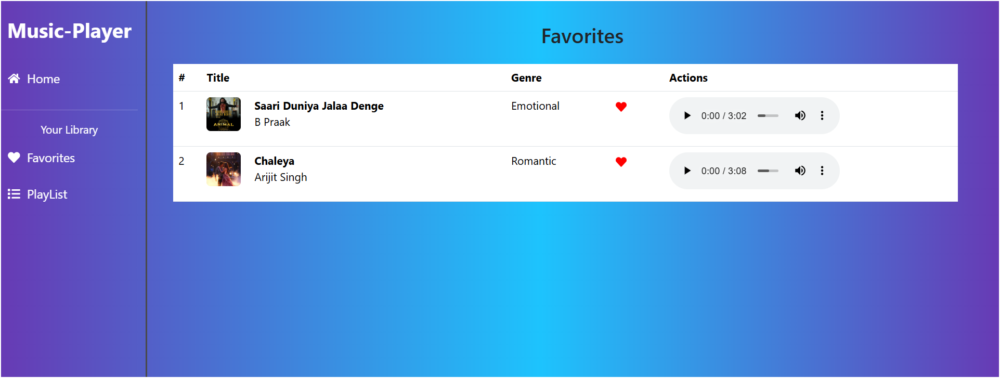 Music-Player
Home
Your Library
Favorites
PlayList
Favorites
# Title Genre Actions
1 Saari Duniya Jalaa Denge Emotional 0:00 / 3:02
B Praak
ANIMAL
2 Chaleya Romantic 0:00 / 3:08
Arijit Singh